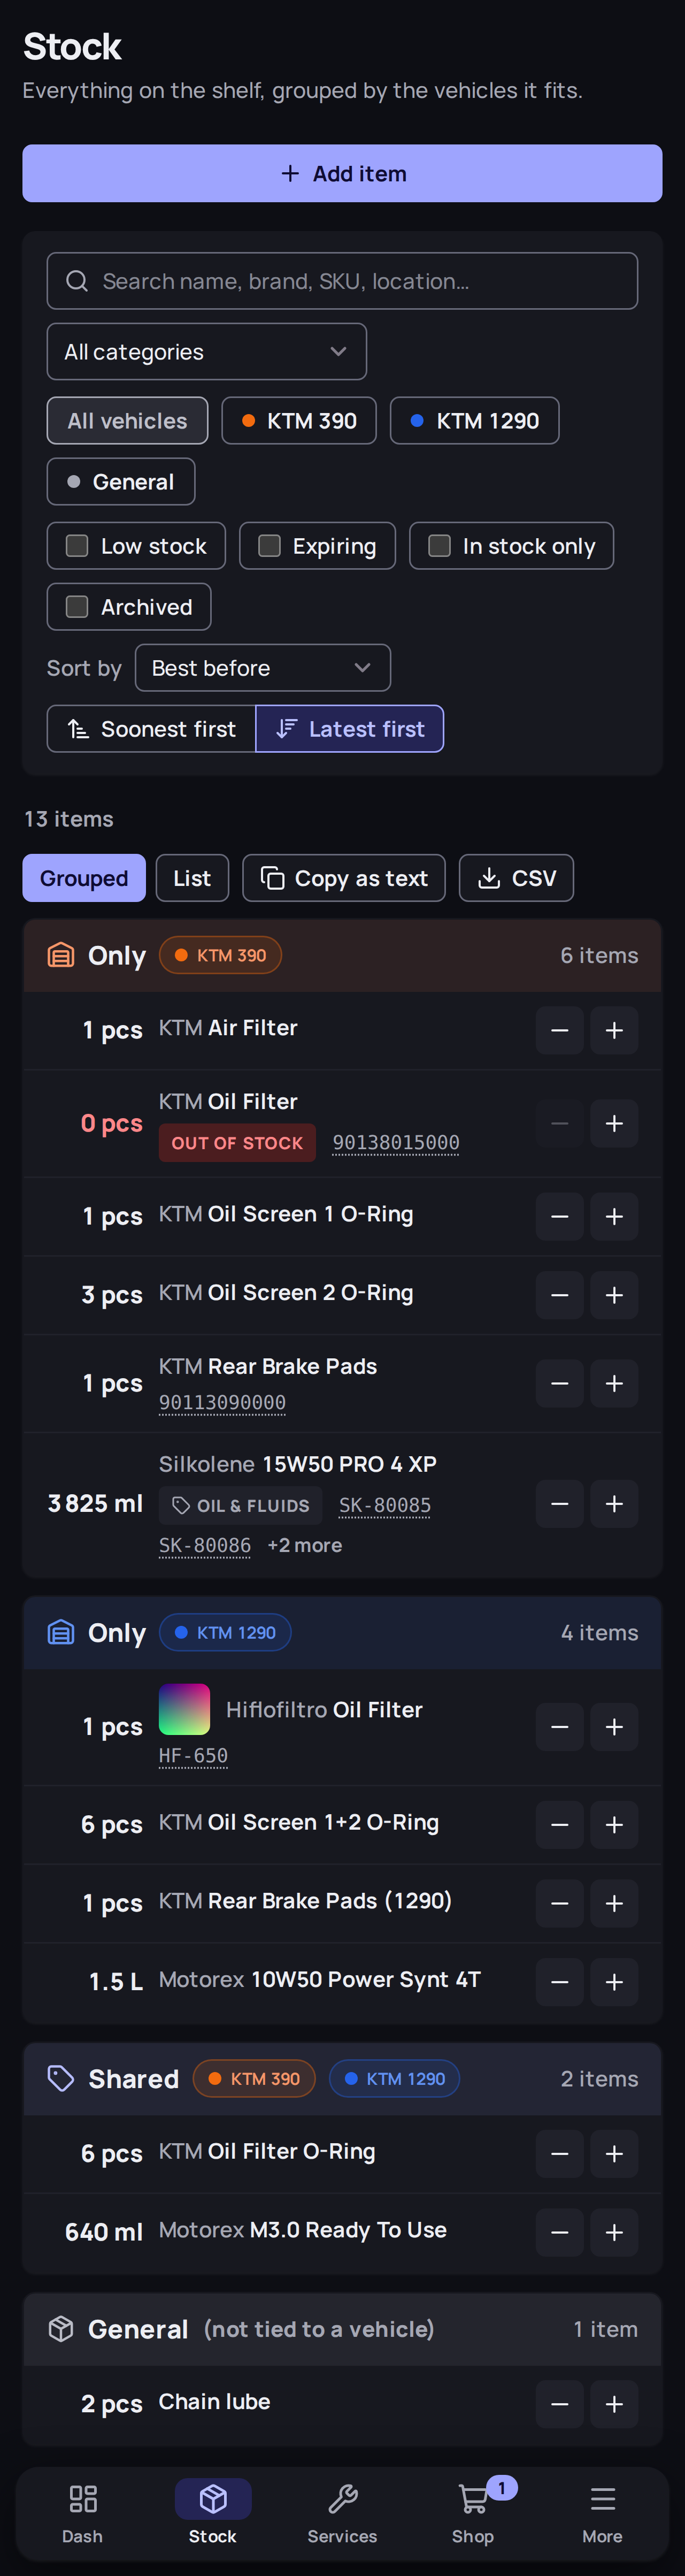 Stock
Everything on the shelf, grouped by the vehicles it fits.
Add item
Search name, brand, SKU, location...
All categories
All vehicles KTM 390 KTM 1290
General
Low stock Expiring In stock only
Archived
Sort by Best before
Soonest first Latest first
13 items
Grouped List Copy as text CSV
Only KTM 390 6 items
1 pcs KTM Air Filter
KTM Oil Filter
0 pcs
OUT OF STOCK 90138015000
1 pcs KTM Oil Screen 1 O-Ring
3 pcs KTM Oil Screen 2 O-Ring
KTM Rear Brake Pads
1 pcs
90113090000
Silkolene 15W50 PRO 4 XP
3 825 ml OIL & FLUIDS SK-80085
SK-80086 +2 more
Only KTM 1290 4 items
Hiflofiltro Oil Filter
1 pcs
HF-650
6 pcs KTM Oil Screen 1+2 O-Ring
1 pcs KTM Rear Brake Pads (1290)
1.5 L Motorex 10W50 Power Synt 4T
Shared KTM 390 KTM 1290 2 items
6 pcs KTM Oil Filter O-Ring
640 ml Motorex M3.0 Ready To Use
General (not tied to a vehicle) 1 item
2 pcs Chain lube
1
Dash Stock Services Shop More